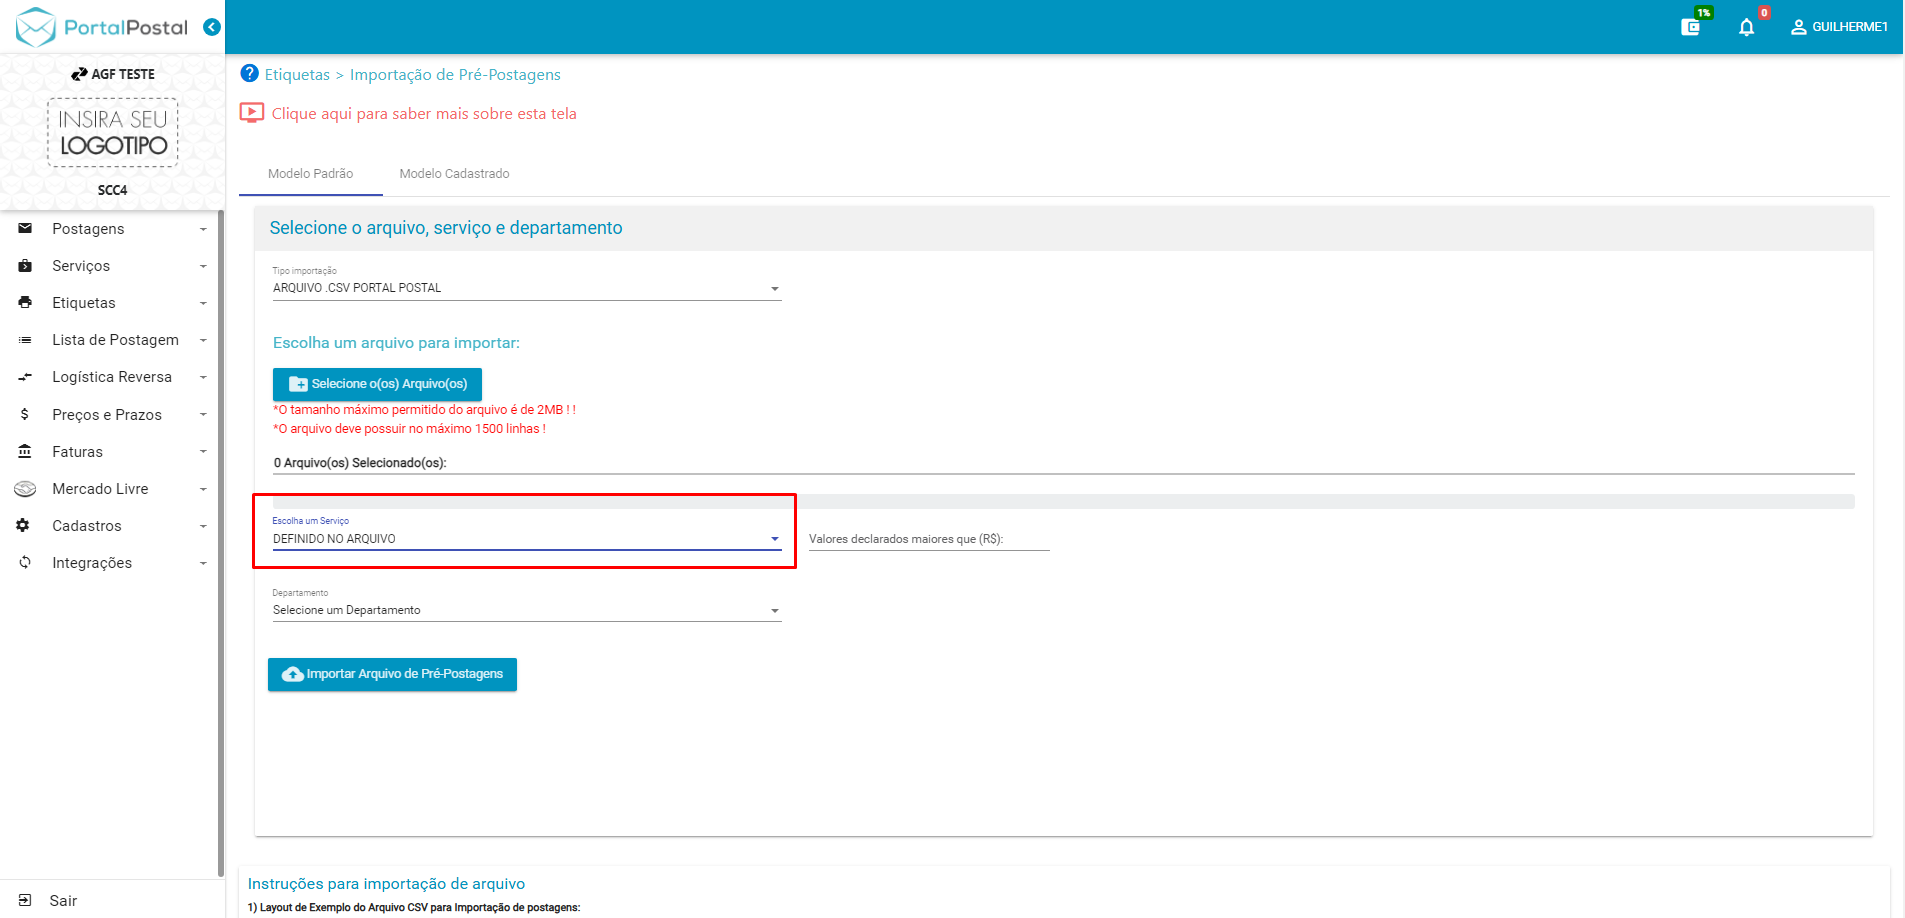 PortalPostal
1%
0
GUILHERME1
AGF TESTE
INSIRA SEU
LOGOTIPO
SCC4
Postagens
Serviços
Etiquetas
Lista de Postagem
Logística Reversa
Preços e Prazos
Faturas
Mercado Livre
Cadastros
Integrações
Sair
Etiquetas > Importação de Pré-Postagens
Clique aqui para saber mais sobre esta tela
Modelo Padrão
Modelo Cadastrado
Selecione o arquivo, serviço e departamento
Tipo importação
ARQUIVO .CSV PORTAL POSTAL
Escolha um arquivo para importar:
Selecione o(os) Arquivo(os)
*O tamanho máximo permitido do arquivo é de 2MB ! !
*O arquivo deve possuir no máximo 1500 linhas !
0 Arquivo(os) Selecionado(os):
Escolha um Serviço
DEFINIDO NO ARQUIVO
Valores declarados maiores que (R$):
Departamento
Selecione um Departamento
Importar Arquivo de Pré-Postagens
Instruções para importação de arquivo
1) Layout de Exemplo do Arquivo CSV para Importação de postagens: